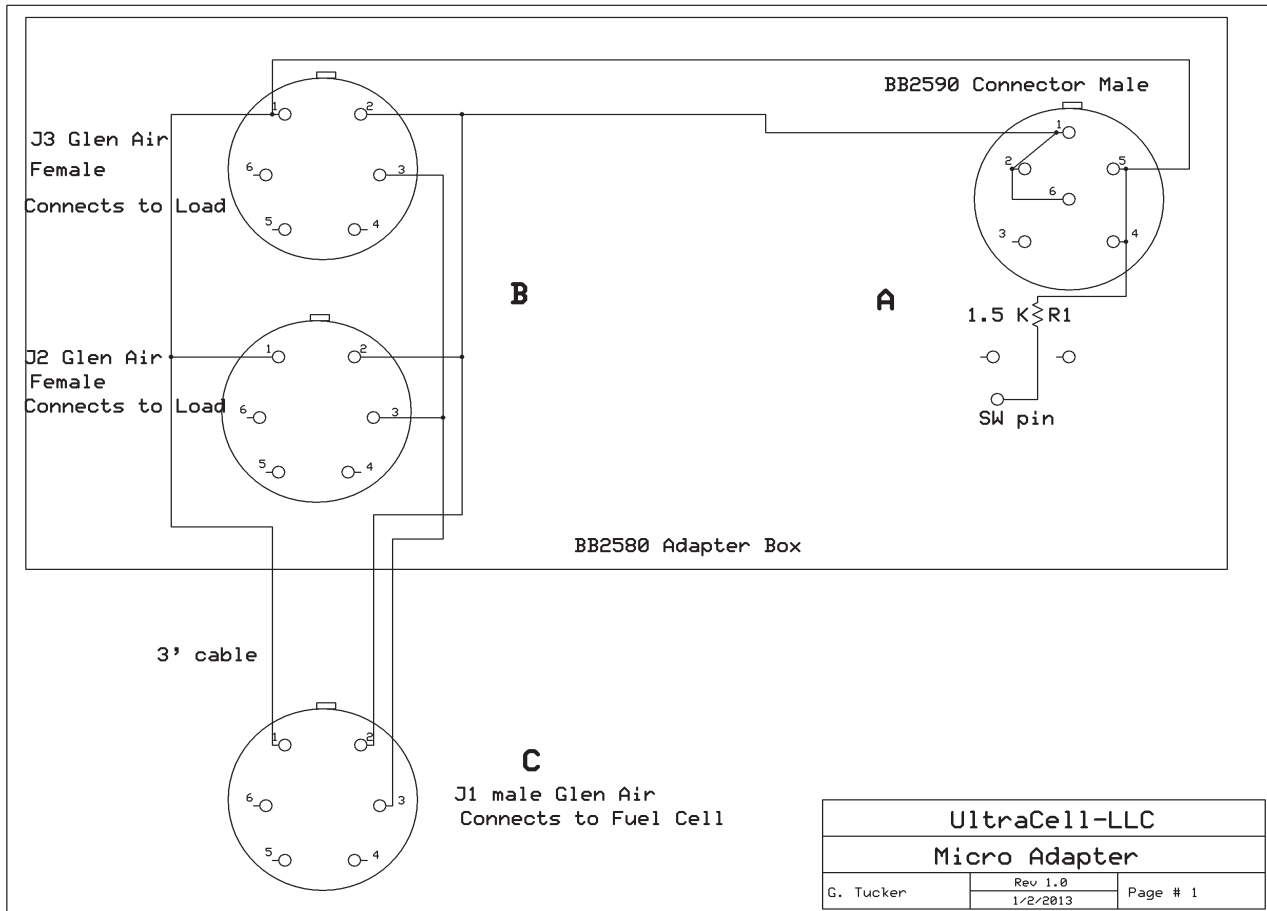 BB2590 Connector Male
J3 Glen Air
Female
Connects to Load
1
2
6
3
5
4
1
2
5
6
3
4
B
A
1.5 K R1
SW pin
J2 Glen Air
Female
Connects to Load
1
2
6
3
5
4
BB2580 Adapter Box
3' cable
1
2
6
3
5
4
C
J1 male Glen Air
Connects to Fuel Cell
UltraCell-LLC
Micro Adapter
G. Tucker
Rev 1.0
1/2/2013
Page # 1